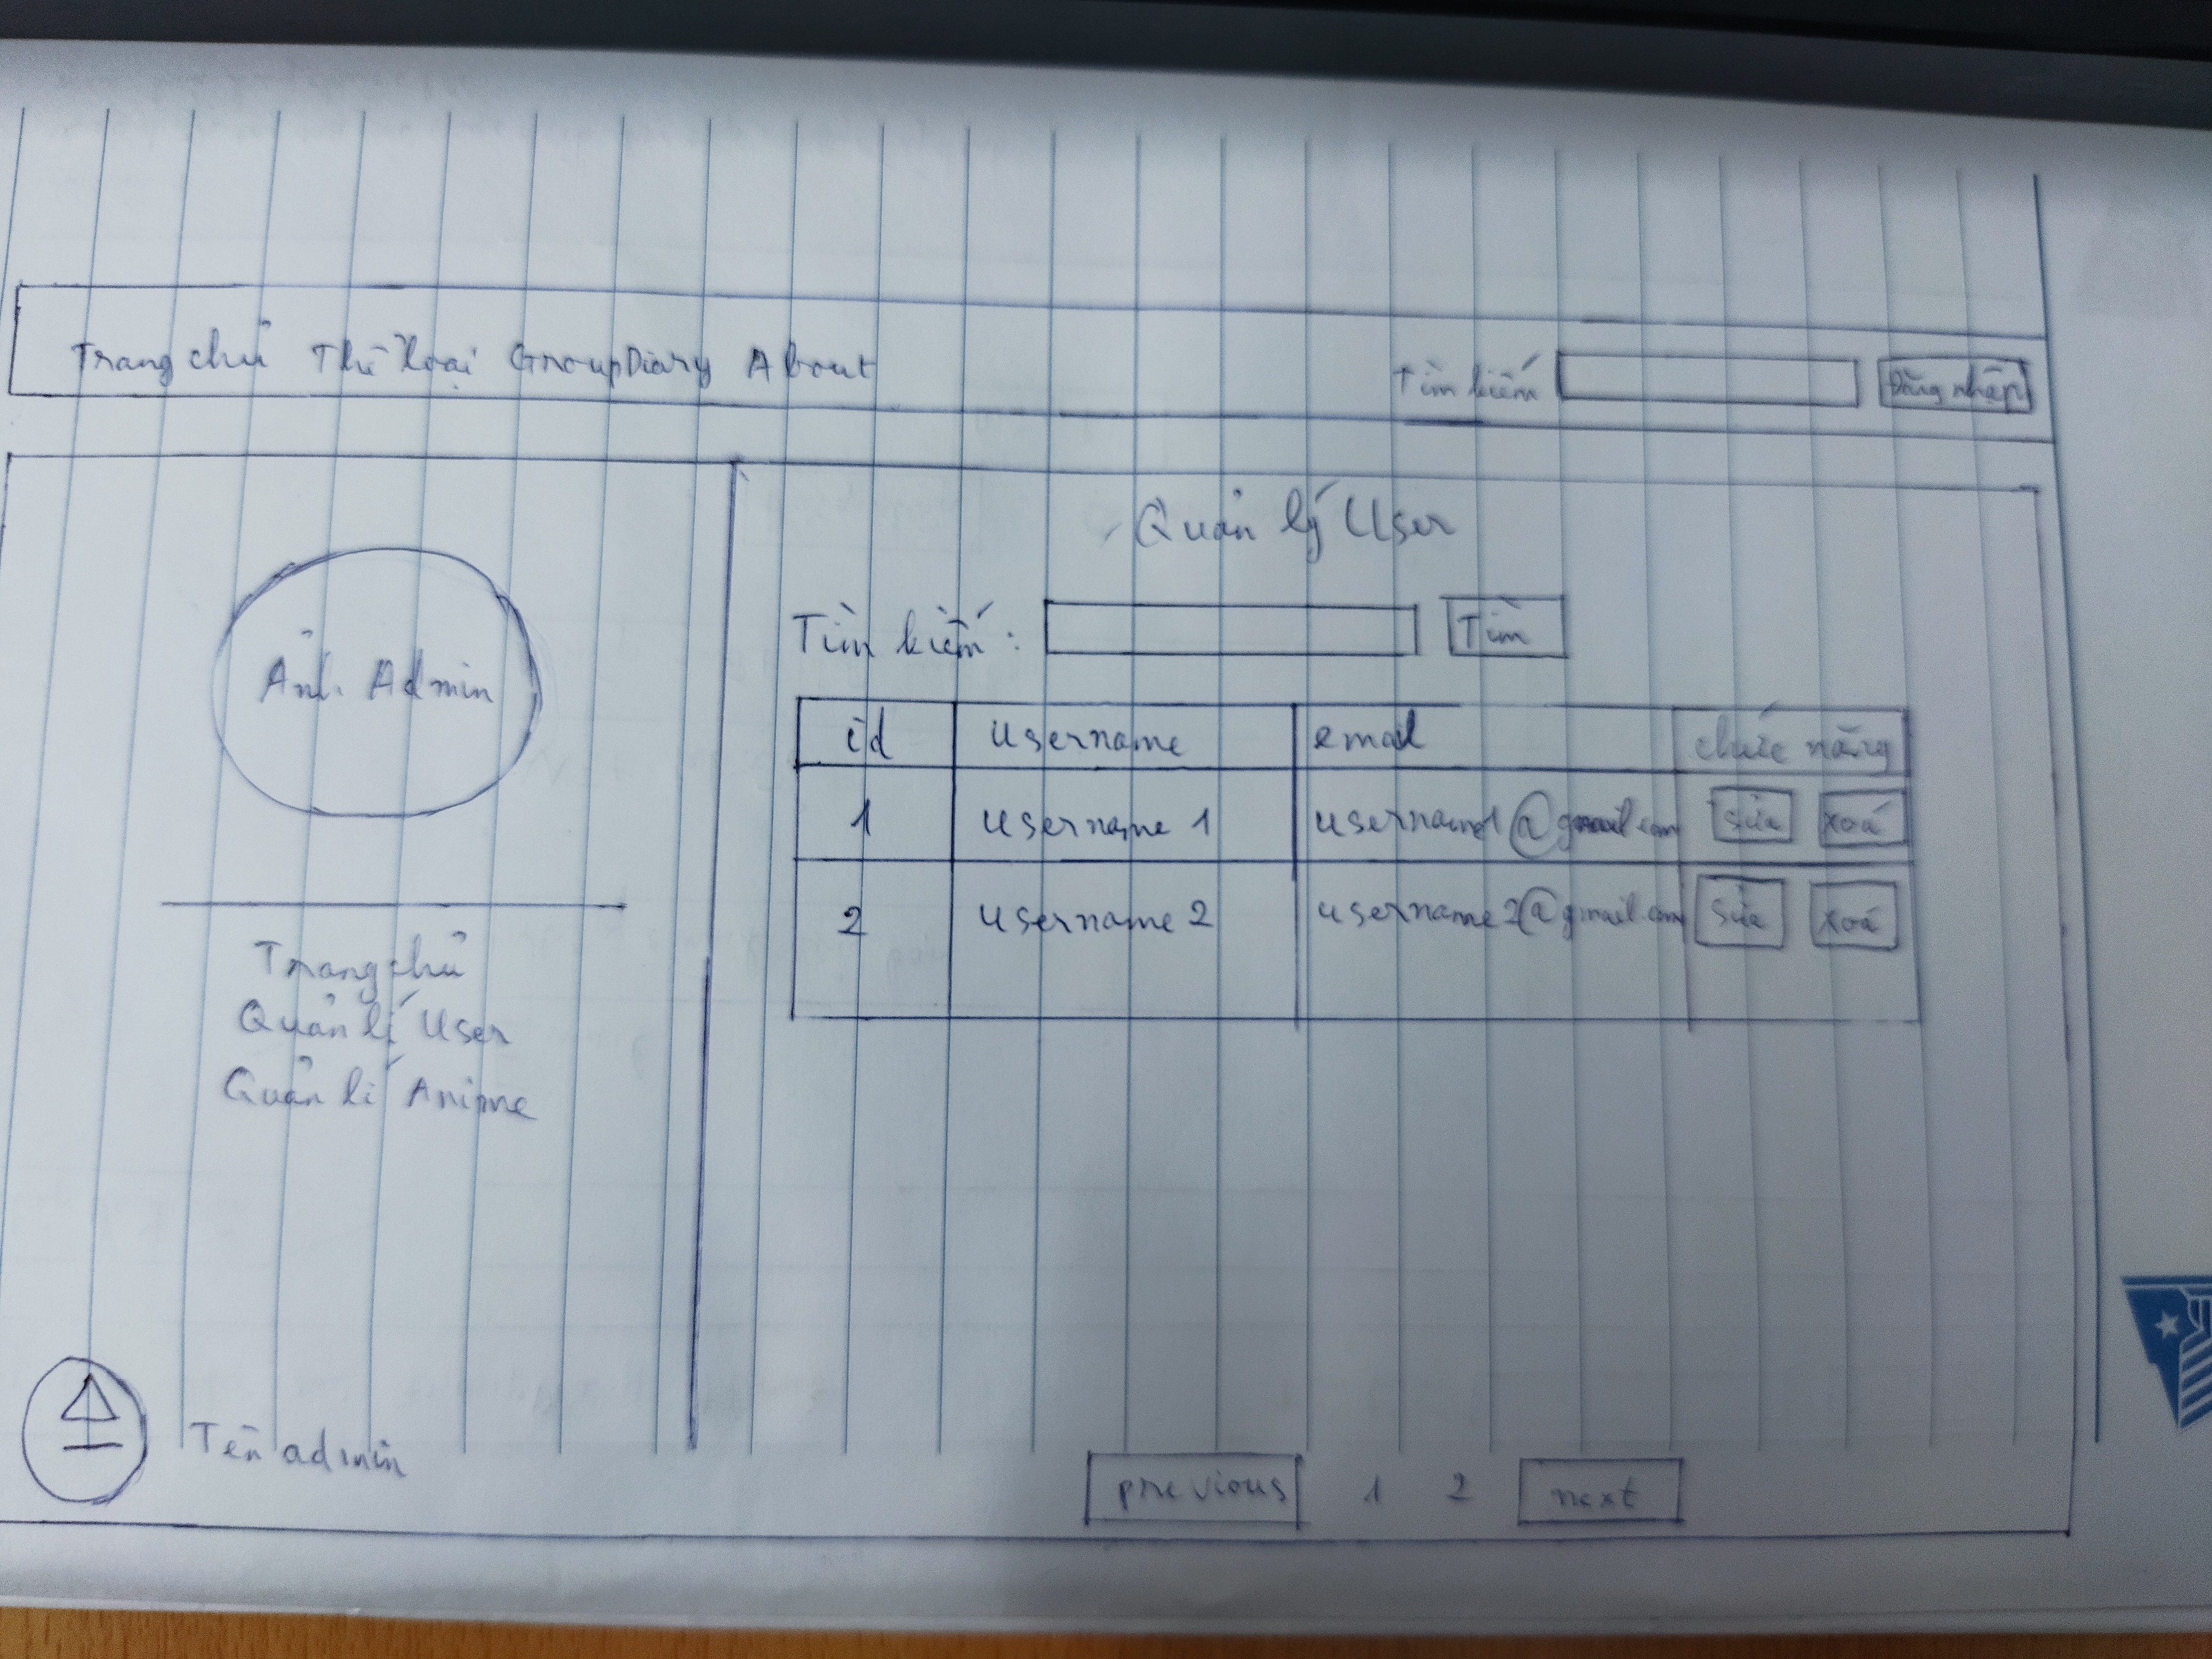 Trang chủ Thể loại GroupDiary About Tìm kiếm Đăng nhập
Quản lý User
Tìm kiếm: Tìm
Ảnh Admin
id username email chức năng
1 username 1 username1@gmail.com Sửa xoá
2 username 2 username2@gmail.com Sửa xoá
Trang chủ
Quản lí User
Quản lí Anime
Tên admin
previous 1 2 next